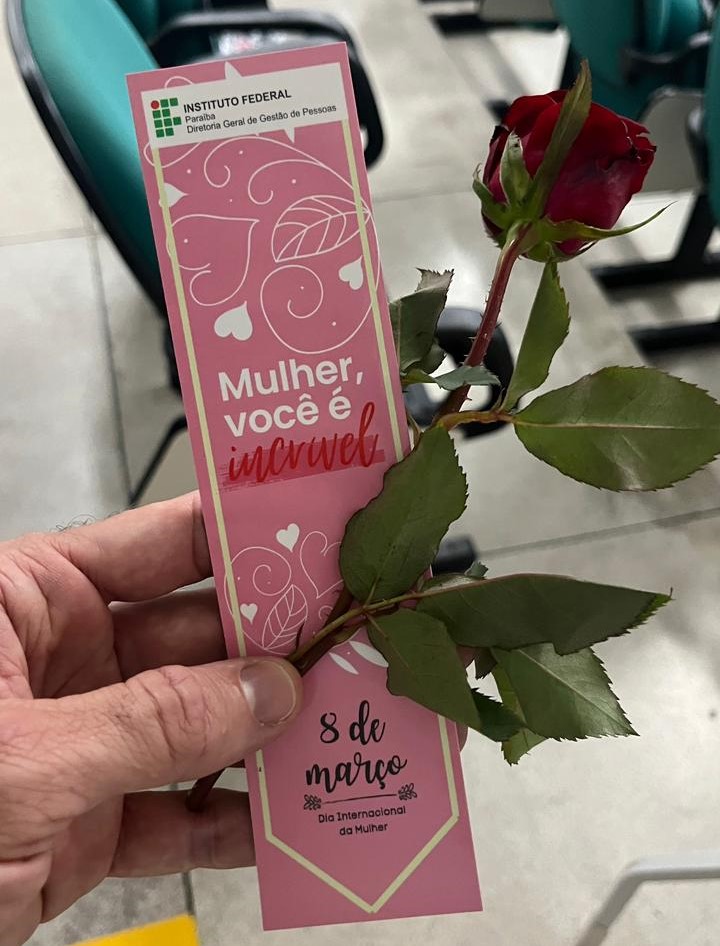 INSTITUTO FEDERAL
Paraíba
Diretoria Geral de Gestão de Pessoas
Mulher,
você é
incrível
8 de
março
Dia Internacional
da Mulher